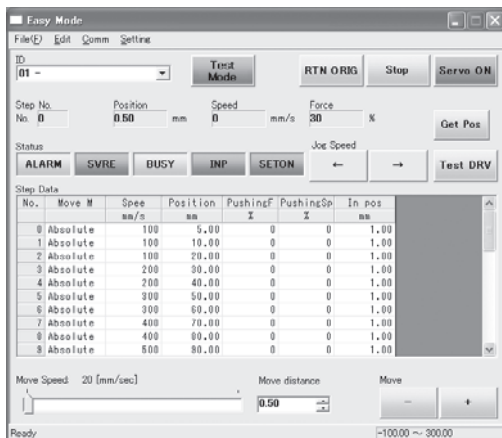 Easy Mode
File(F) Edit Comm Setting
ID
01 -
Test Mode
RTN ORIG Stop Servo ON
Step No. Position Speed Force
No. 0 0.50 mm 0 mm/s 30 %
Get Pos
Status Jog Speed
ALARM SVRE BUSY INP SETON ← → Test DRV
Step Data
No. Move M Spee Position PushingF PushingSp In pos
mm/s mm % % mm
0 Absolute 100 5.00 0 0 1.00
1 Absolute 100 10.00 0 0 1.00
2 Absolute 100 20.00 0 0 1.00
3 Absolute 200 30.00 0 0 1.00
4 Absolute 200 40.00 0 0 1.00
5 Absolute 300 50.00 0 0 1.00
6 Absolute 300 60.00 0 0 1.00
7 Absolute 400 70.00 0 0 1.00
8 Absolute 400 80.00 0 0 1.00
9 Absolute 500 90.00 0 0 1.00
Move Speed 20 [mm/sec] Move distance Move
0.50 - +
Ready -100.00 ~ 300.00